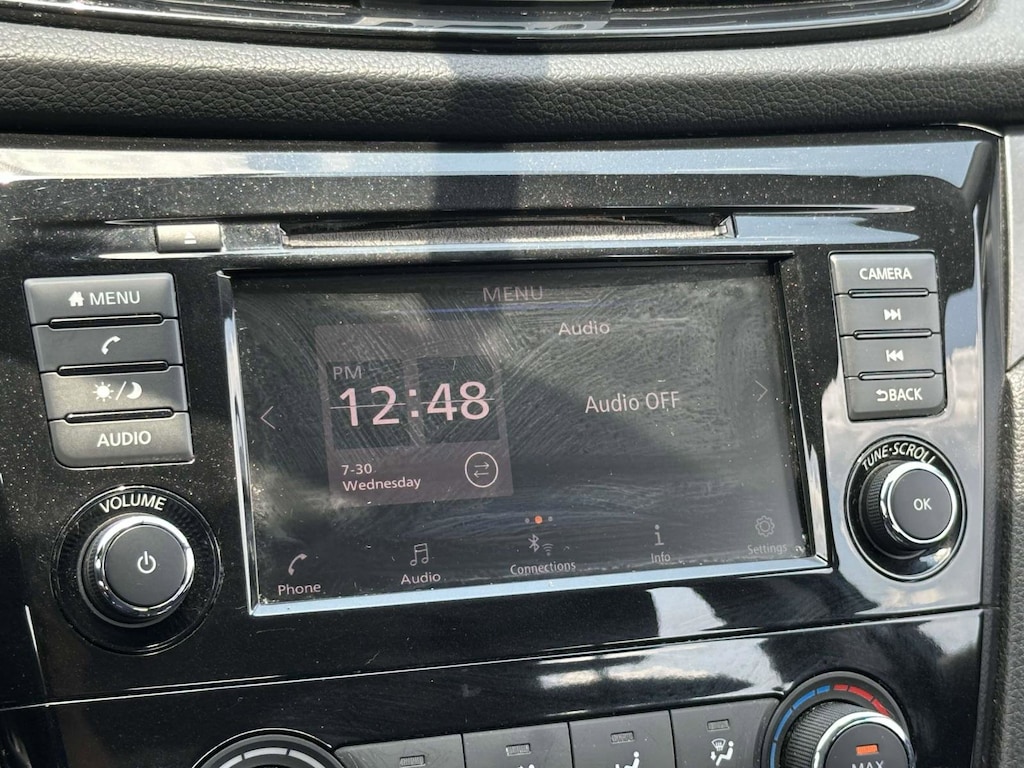 MENU
AUDIO
VOLUME
MENU
Audio
PM
12:48
Audio OFF
7-30
Wednesday
Phone
Audio
Connections
Info
Settings
CAMERA
BACK
TUNE·SCROLL
OK
MAX